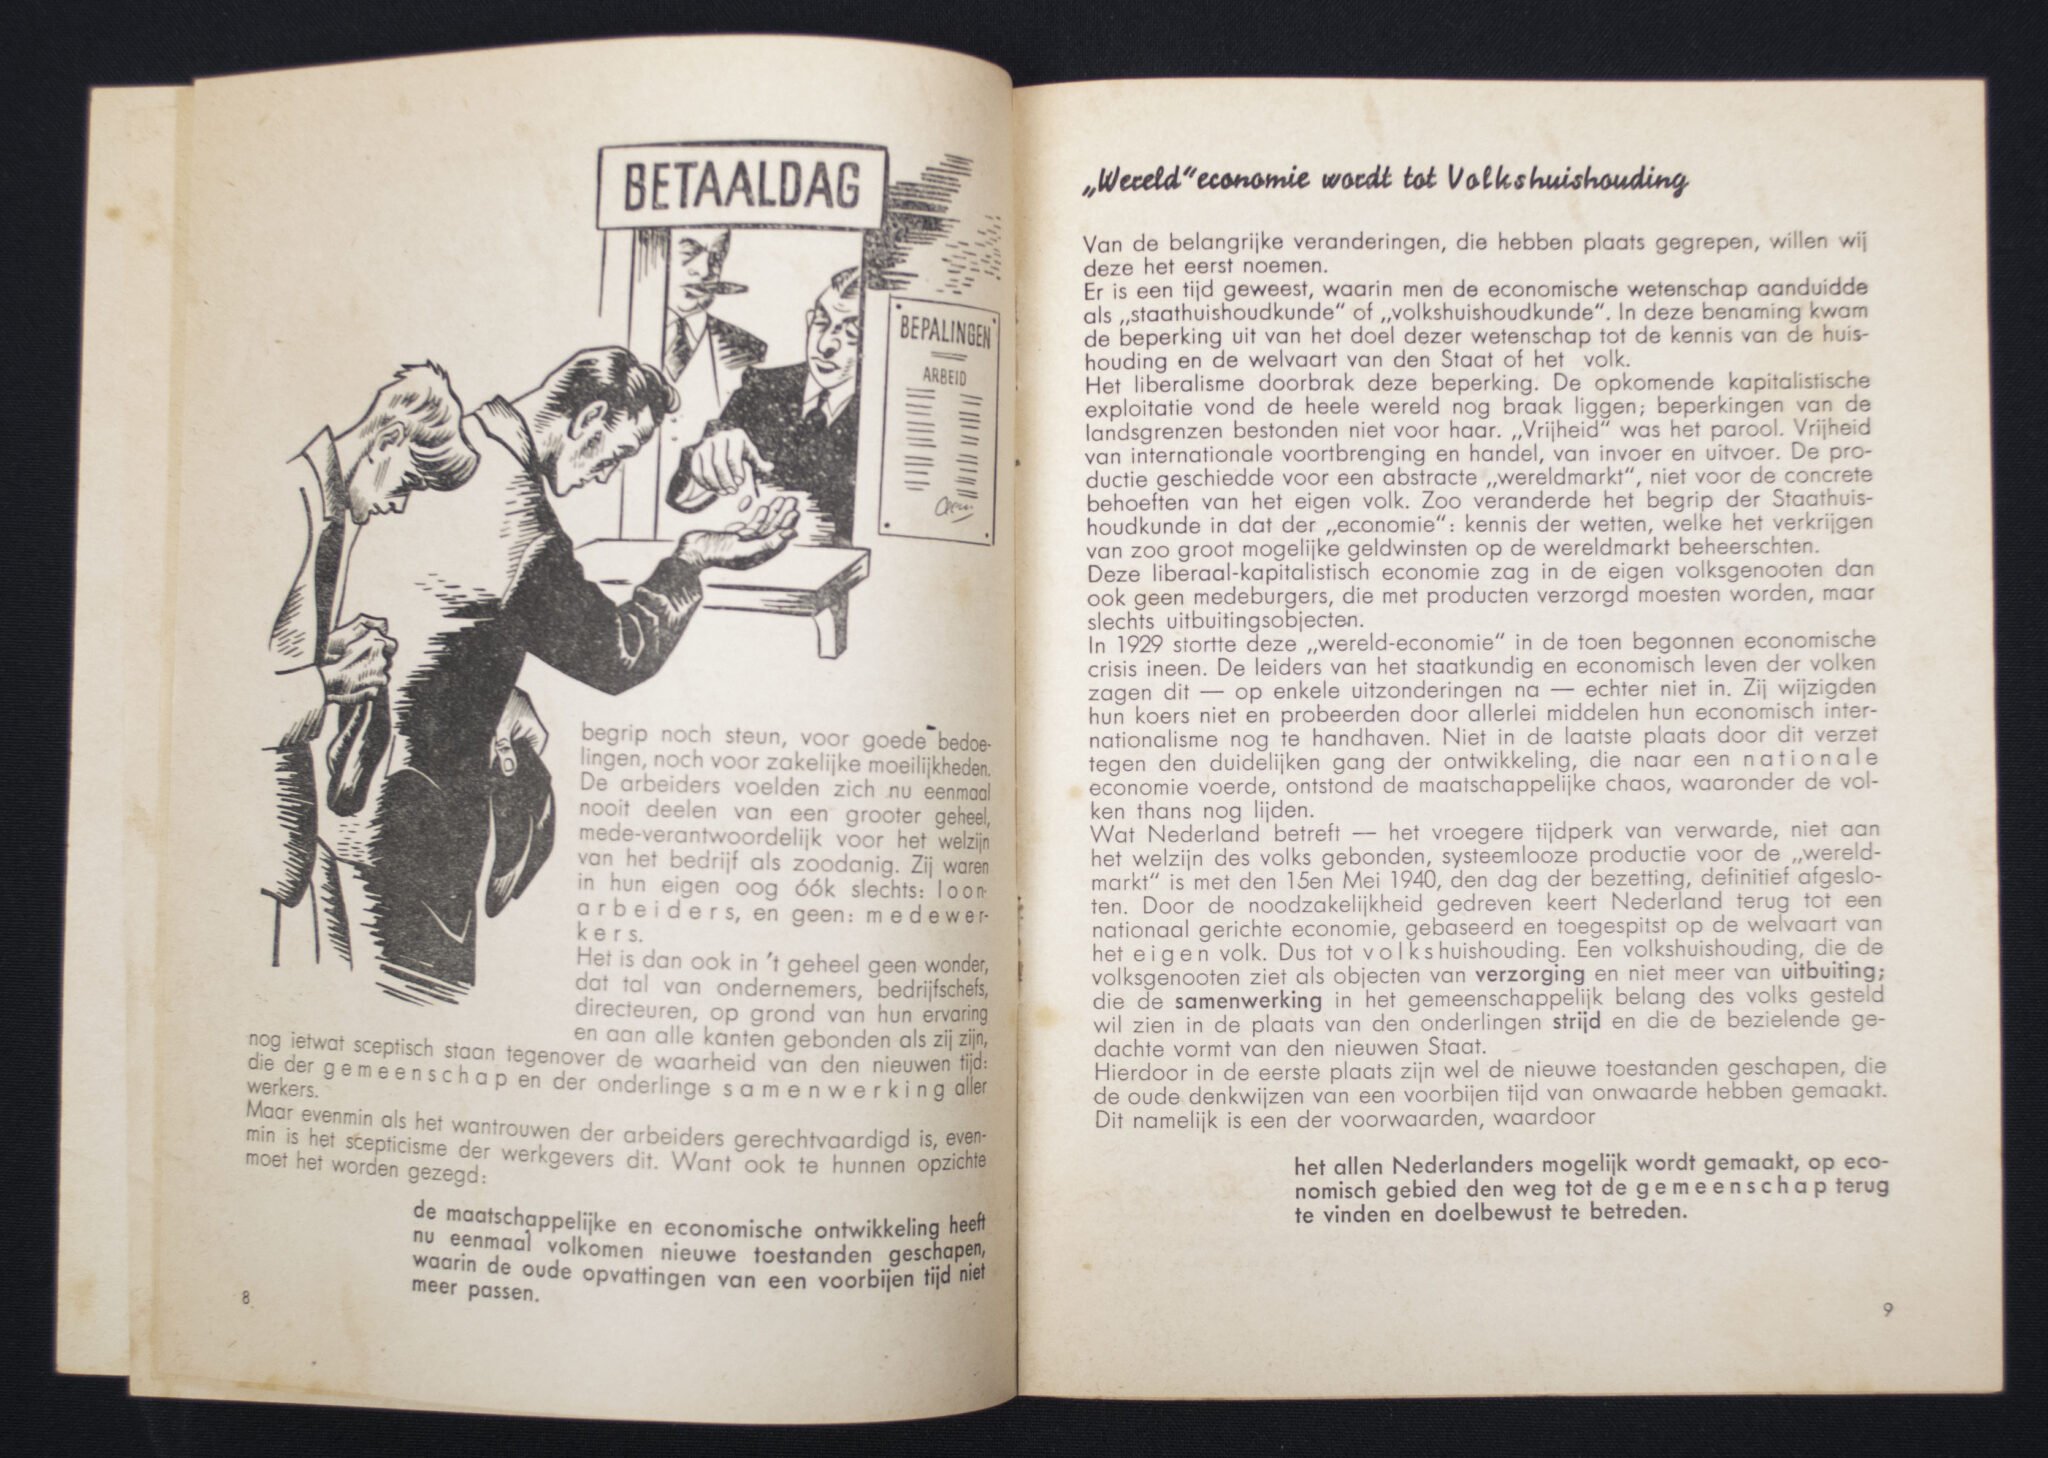 BETAALDAG
BEPALINGEN
ARBEID
begrip noch steun, voor goede bedoe-
lingen, noch voor zakelijke moeilijkheden.
De arbeiders voelden zich nu eenmaal
nooit deelen van een grooter geheel,
mede-verantwoordelijk voor het welzijn
van het bedrijf als zoodanig. Zij waren
in hun eigen oog óók slechts: loon-
arbeiders, en geen: medewer-
kers.
Het is dan ook in 't geheel geen wonder,
dat tal van ondernemers, bedrijfschefs,
directeuren, op grond van hun ervaring
en aan alle kanten gebonden als zij zijn,
nog ietwat sceptisch staan tegenover de waarheid van den nieuwen tijd:
die der gemeenschap en der onderlinge samenwerking aller
werkers.
Maar evenmin als het wantrouwen der arbeiders gerechtvaardigd is, even-
min is het scepticisme der werkgevers dit. Want ook te hunnen opzichte
moet het worden gezegd:
de maatschappelijke en economische ontwikkeling heeft
nu eenmaal volkomen nieuwe toestanden geschapen,
waarin de oude opvattingen van een voorbijen tijd niet
meer passen.
8
„Wereld“economie wordt tot Volkshuishouding
Van de belangrijke veranderingen, die hebben plaats gegrepen, willen wij
deze het eerst noemen.
Er is een tijd geweest, waarin men de economische wetenschap aanduidde
als „staathuishoudkunde“ of „volkshuishoudkunde“. In deze benaming kwam
de beperking uit van het doel dezer wetenschap tot de kennis van de huis-
houding en de welvaart van den Staat of het volk.
Het liberalisme doorbrak deze beperking. De opkomende kapitalistische
exploitatie vond de heele wereld nog braak liggen; beperkingen van de
landsgrenzen bestonden niet voor haar. „Vrijheid“ was het parool. Vrijheid
van internationale voortbrenging en handel, van invoer en uitvoer. De pro-
ductie geschiedde voor een abstracte „wereldmarkt“, niet voor de concrete
behoeften van het eigen volk. Zoo veranderde het begrip der Staathuis-
houdkunde in dat der „economie“: kennis der wetten, welke het verkrijgen
van zoo groot mogelijke geldwinsten op de wereldmarkt beheerschten.
Deze liberaal-kapitalistisch economie zag in de eigen volksgenooten dan
ook geen medeburgers, die met producten verzorgd moesten worden, maar
slechts uitbuitingsobjecten.
In 1929 stortte deze „wereld-economie“ in de toen begonnen economische
crisis ineen. De leiders van het staatkundig en economisch leven der volken
zagen dit — op enkele uitzonderingen na — echter niet in. Zij wijzigden
hun koers niet en probeerden door allerlei middelen hun economisch inter-
nationalisme nog te handhaven. Niet in de laatste plaats door dit verzet
tegen den duidelijken gang der ontwikkeling, die naar een nationale
economie voerde, ontstond de maatschappelijke chaos, waaronder de vol-
ken thans nog lijden.
Wat Nederland betreft — het vroegere tijdperk van verwarde, niet aan
het welzijn des volks gebonden, systeemlooze productie voor de „wereld-
markt“ is met den 15en Mei 1940, den dag der bezetting, definitief afgeslo-
ten. Door de noodzakelijkheid gedreven keert Nederland terug tot een
nationaal gerichte economie, gebaseerd en toegespitst op de welvaart van
het eigen volk. Dus tot volkshuishouding. Een volkshuishouding, die de
volksgenooten ziet als objecten van verzorging en niet meer van uitbuiting;
die de samenwerking in het gemeenschappelijk belang des volks gesteld
wil zien in de plaats van den onderlingen strijd en die de bezielende ge-
dachte vormt van den nieuwen Staat.
Hierdoor in de eerste plaats zijn wel de nieuwe toestanden geschapen, die
de oude denkwijzen van een voorbijen tijd van onwaarde hebben gemaakt.
Dit namelijk is een der voorwaarden, waardoor
het allen Nederlanders mogelijk wordt gemaakt, op eco-
nomisch gebied den weg tot de gemeenschap terug
te vinden en doelbewust te betreden.
9